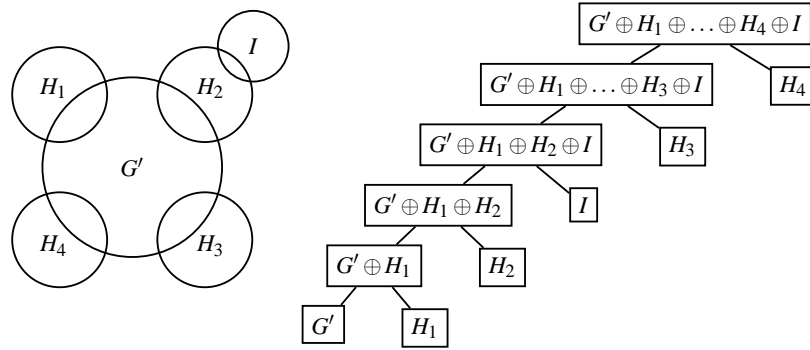 I
H₁
H₂
G′
H₄
H₃
G′ ⊕ H₁ ⊕ … ⊕ H₄ ⊕ I
G′ ⊕ H₁ ⊕ … ⊕ H₃ ⊕ I
H₄
G′ ⊕ H₁ ⊕ H₂ ⊕ I
H₃
G′ ⊕ H₁ ⊕ H₂
I
G′ ⊕ H₁
H₂
G′
H₁